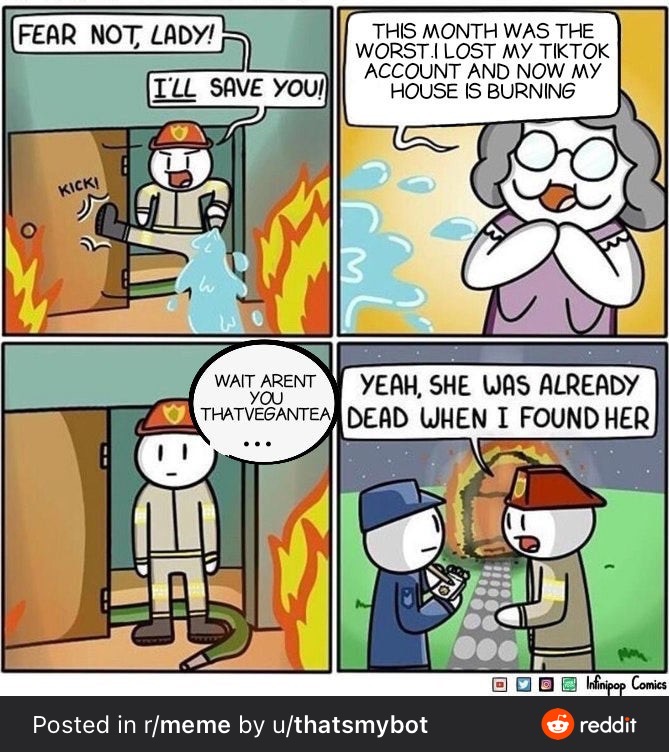 FEAR NOT, LADY!
I'LL SAVE YOU!
KICK!
THIS MONTH WAS THE
WORST.I LOST MY TIKTOK
ACCOUNT AND NOW MY
HOUSE IS BURNING
WAIT ARENT
YOU
THATVEGANTEA
...
YEAH, SHE WAS ALREADY
DEAD WHEN I FOUND HER
Infinipop Comics
Posted in r/meme by u/thatsmybot
reddit